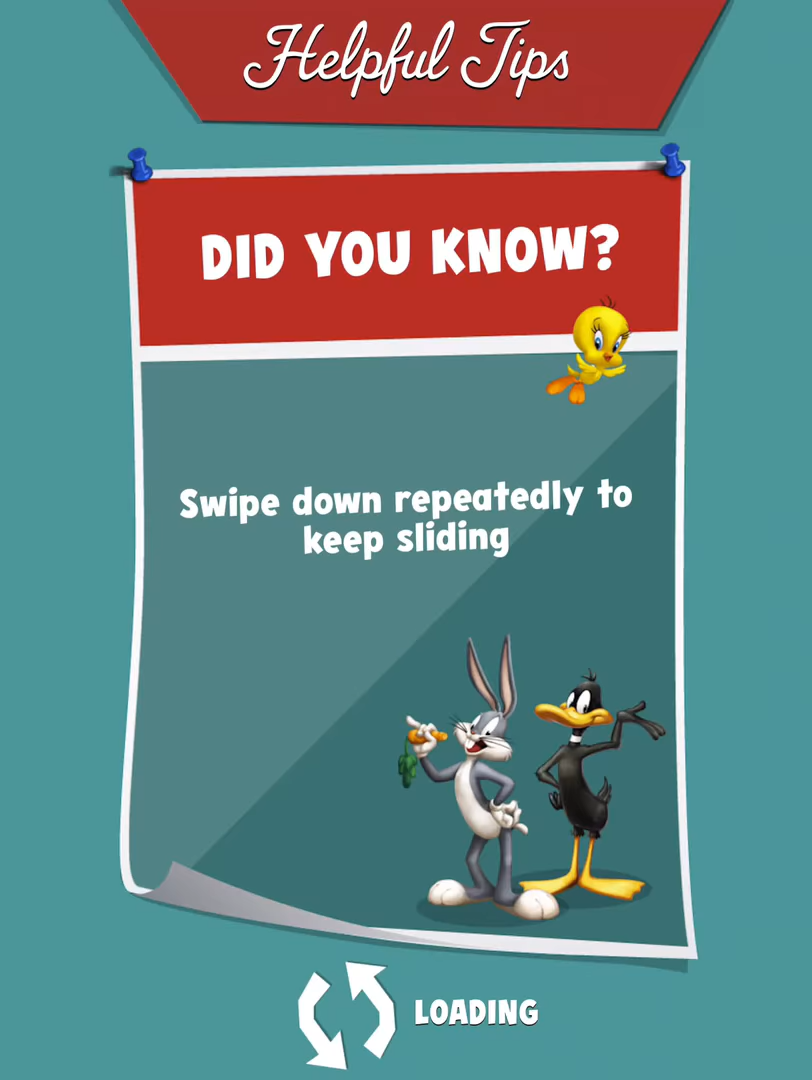 Helpful Tips
DID YOU KNOW?
Swipe down repeatedly to
keep sliding
LOADING